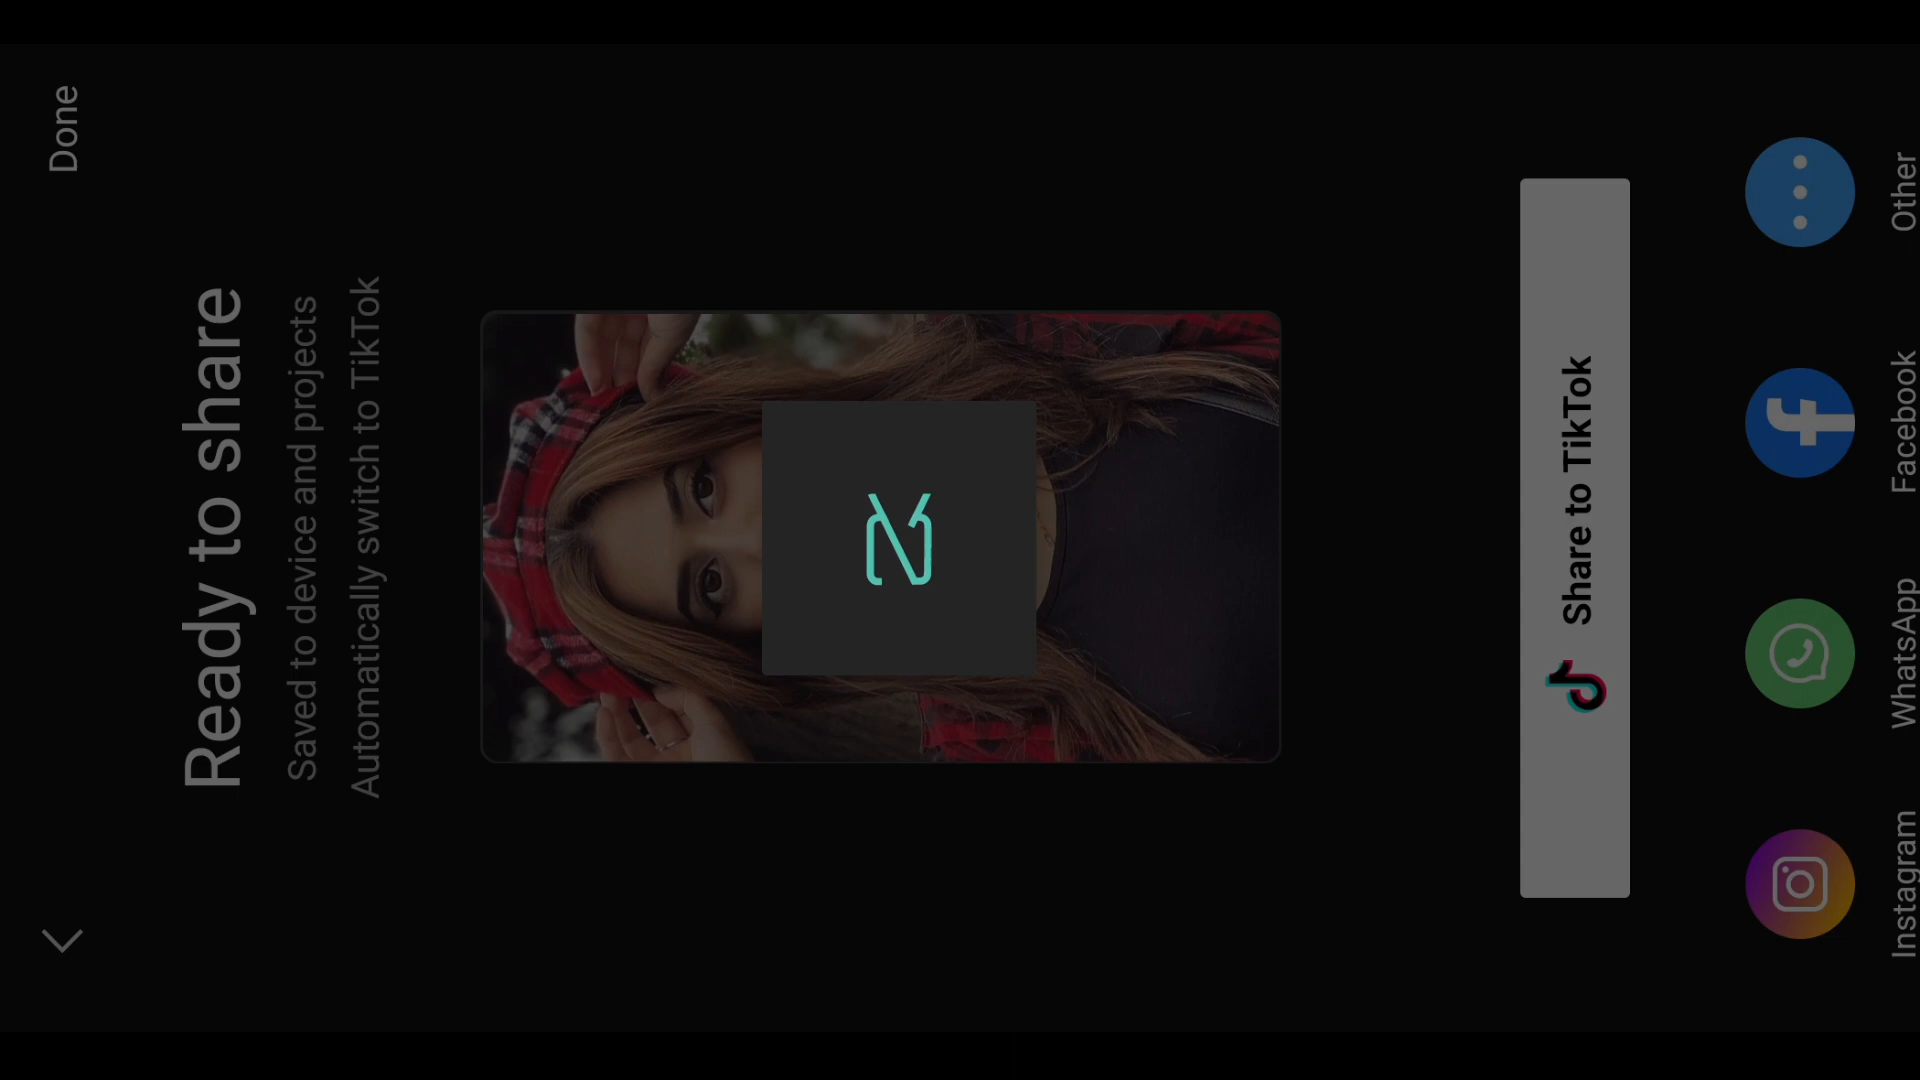 Done
Ready to share
Saved to device and projects
Automatically switch to TikTok
Share to TikTok
Instagram
WhatsApp
Facebook
Other